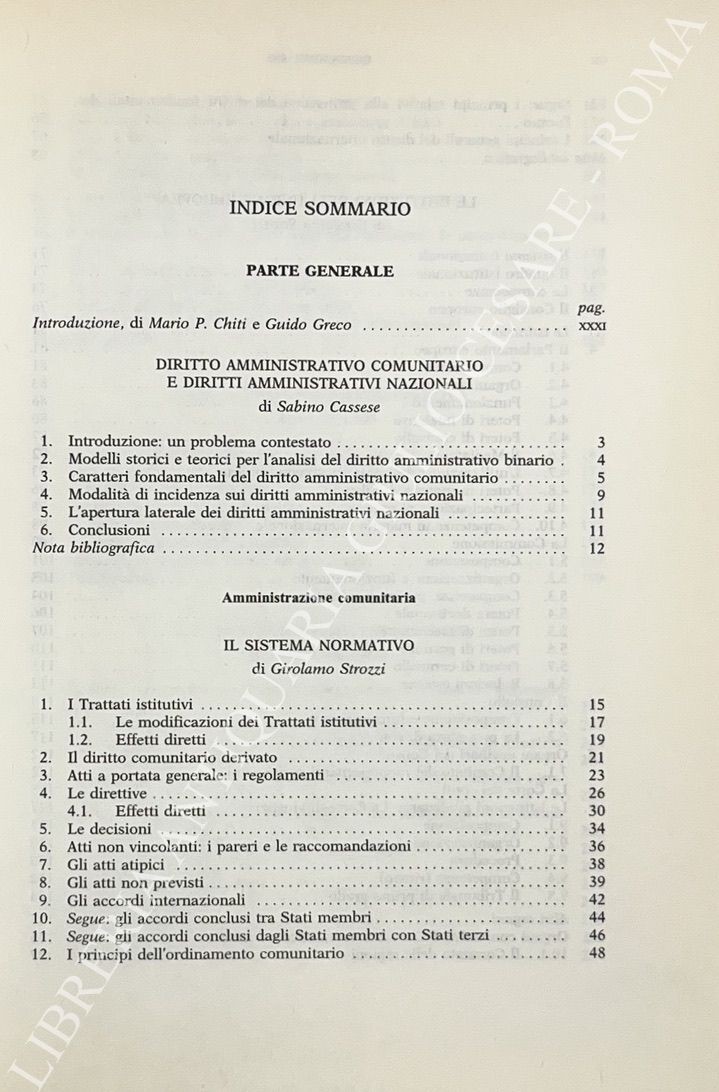 INDICE SOMMARIO
PARTE GENERALE
pag.
Introduzione, di Mario P. Chiti e Guido Greco .......................... XXXI
DIRITTO AMMINISTRATIVO COMUNITARIO
E DIRITTI AMMINISTRATIVI NAZIONALI
di Sabino Cassese
1. Introduzione: un problema contestato ............................. 3
2. Modelli storici e teorici per l'analisi del diritto amministrativo binario . 4
3. Caratteri fondamentali del diritto amministrativo comunitario ........ 5
4. Modalità di incidenza sui diritti amministrativi nazionali ............. 9
5. L'apertura laterale dei diritti amministrativi nazionali ............... 11
6. Conclusioni .................................................... 11
Nota bibliografica .................................................. 12
Amministrazione comunitaria
IL SISTEMA NORMATIVO
di Girolamo Strozzi
1. I Trattati istitutivi .............................................. 15
1.1. Le modificazioni dei Trattati istitutivi ....................... 17
1.2. Effetti diretti ............................................. 19
2. Il diritto comunitario derivato ................................... 21
3. Atti a portata generale: i regolamenti ............................. 23
4. Le direttive .................................................... 26
4.1. Effetti diretti ............................................. 30
5. Le decisioni .................................................... 34
6. Atti non vincolanti: i pareri e le raccomandazioni ................... 36
7. Gli atti atipici .................................................. 38
8. Gli atti non previsti .............................................. 39
9. Gli accordi internazionali ........................................ 42
10. Segue: gli accordi conclusi tra Stati membri ........................ 44
11. Segue: gli accordi conclusi dagli Stati membri con Stati terzi ......... 46
12. I principi dell'ordinamento comunitario ........................... 48
LIBRERIA ANTIQUARIA GIULIO CESARE - ROMA